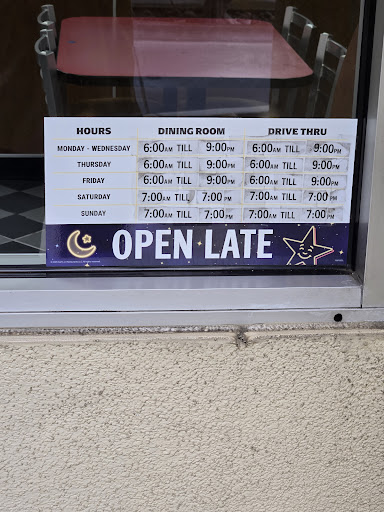 HOURS DINING ROOM DRIVE THRU
MONDAY - WEDNESDAY 6:00AM TILL 9:00PM 6:00AM TILL 9:00PM
THURSDAY 6:00AM TILL 9:00PM 6:00AM TILL 9:00PM
FRIDAY 6:00AM TILL 9:00PM 6:00AM TILL 9:00PM
SATURDAY 7:00AM TILL 7:00PM 7:00AM TILL 7:00PM
SUNDAY 7:00AM TILL 7:00PM 7:00AM TILL 7:00PM
OPEN LATE